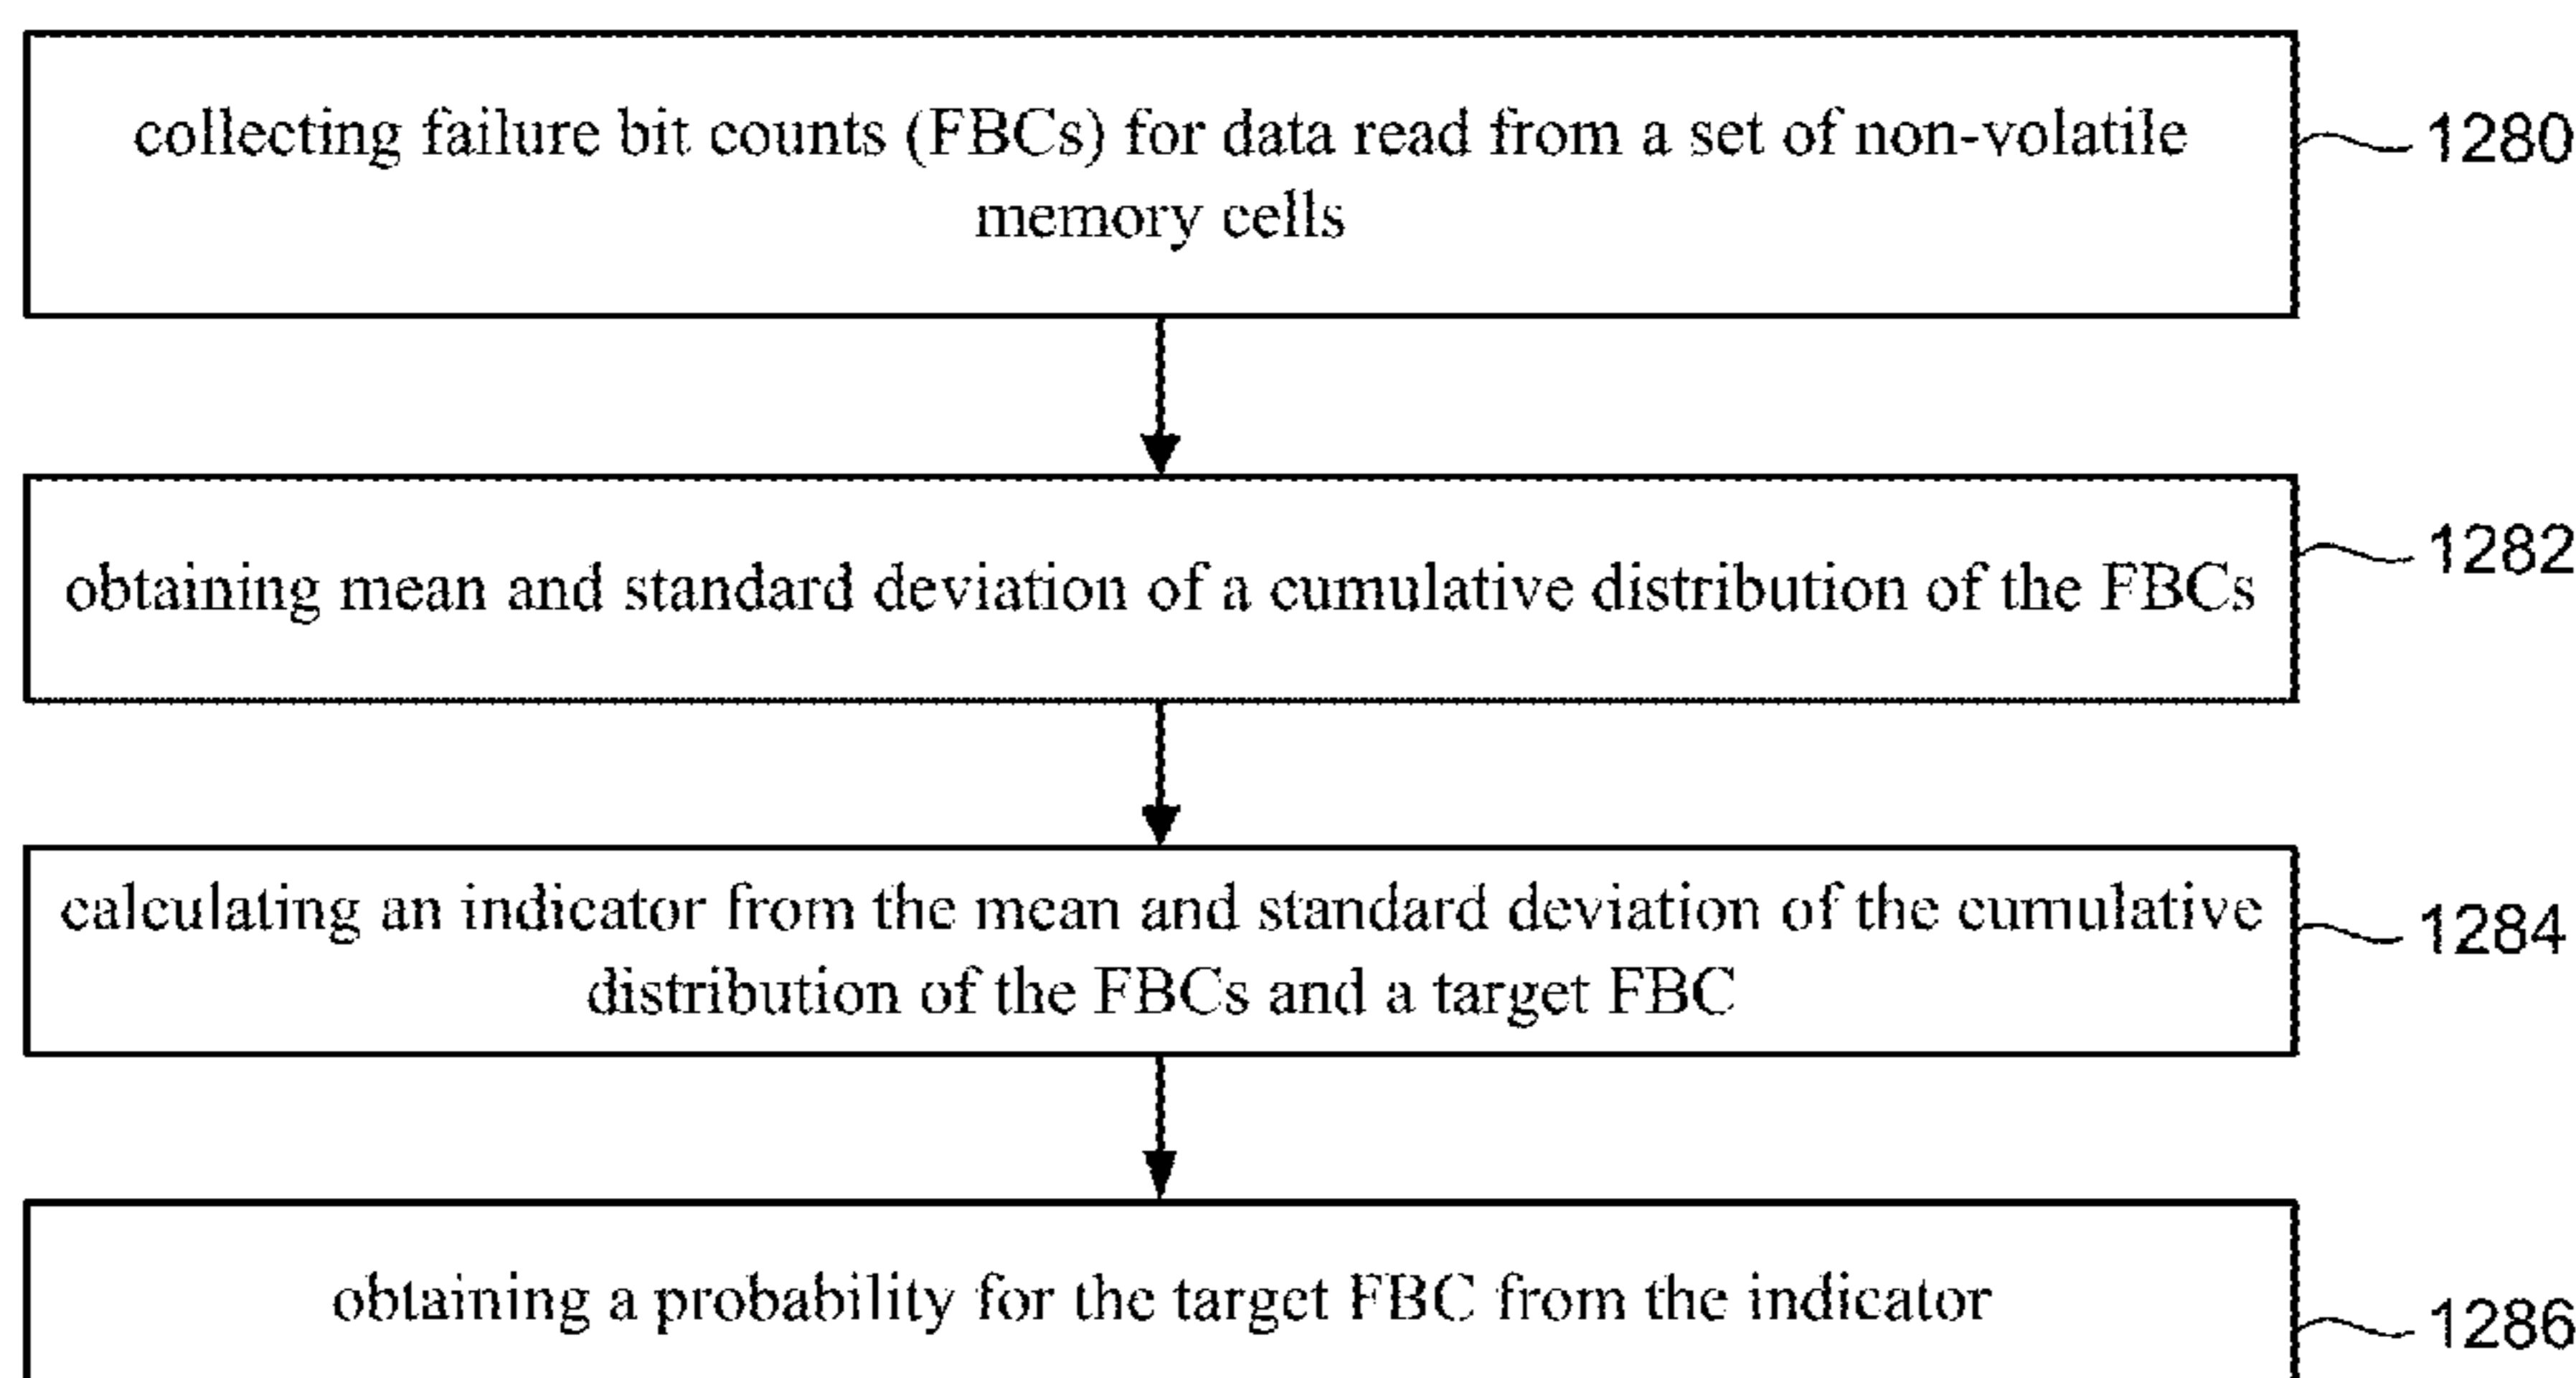 collecting failure bit counts (FBCs) for data read from a set of non-volatile
memory cells
1280
obtaining mean and standard deviation of a cumulative distribution of the FBCs
1282
calculating an indicator from the mean and standard deviation of the cumulative
distribution of the FBCs and a target FBC
1284
obtaining a probability for the target FBC from the indicator
1286